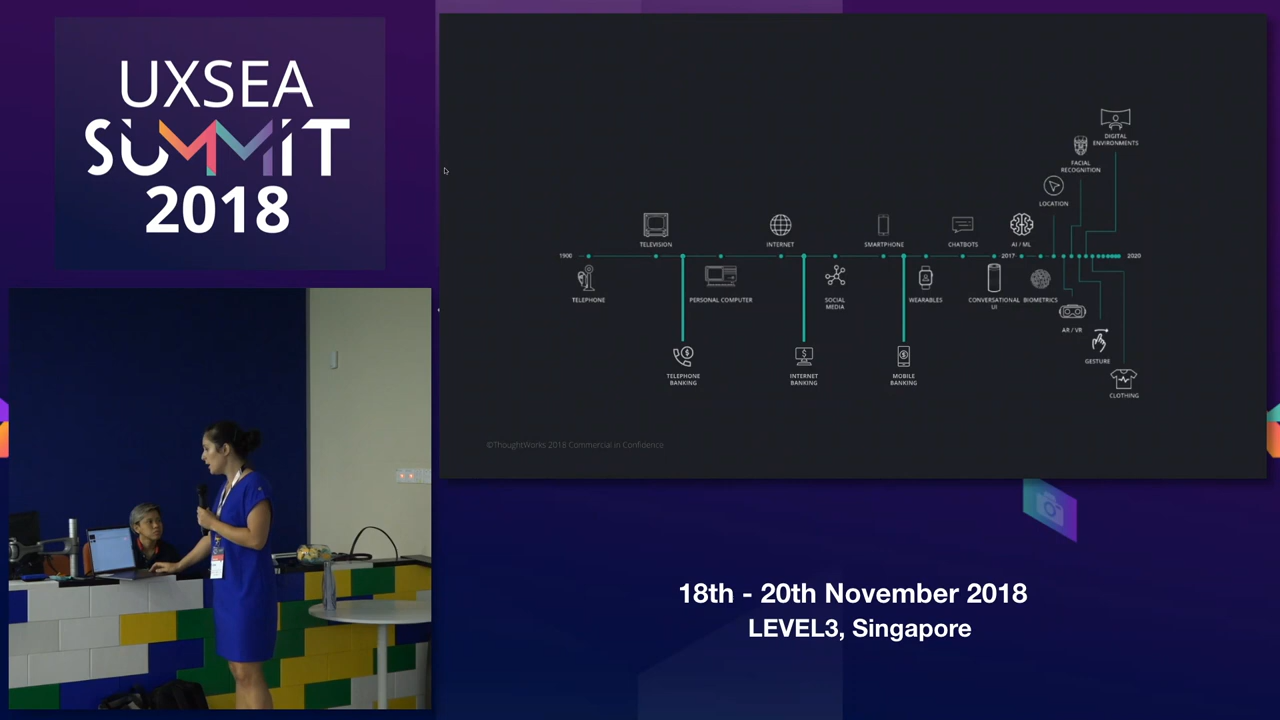 UXSEA
SUMMIT
2018
DIGITAL
ENVIRONMENTS
FACIAL
RECOGNITION
LOCATION
TELEVISION
INTERNET
SMARTPHONE
CHATBOTS
AI / ML
1900
2017
2020
TELEPHONE
PERSONAL COMPUTER
SOCIAL
MEDIA
WEARABLES
CONVERSATIONAL
UI
BIOMETRICS
AR / VR
GESTURE
CLOTHING
TELEPHONE
BANKING
INTERNET
BANKING
MOBILE
BANKING
©ThoughtWorks 2018 Commercial in Confidence
18th - 20th November 2018
LEVEL3, Singapore